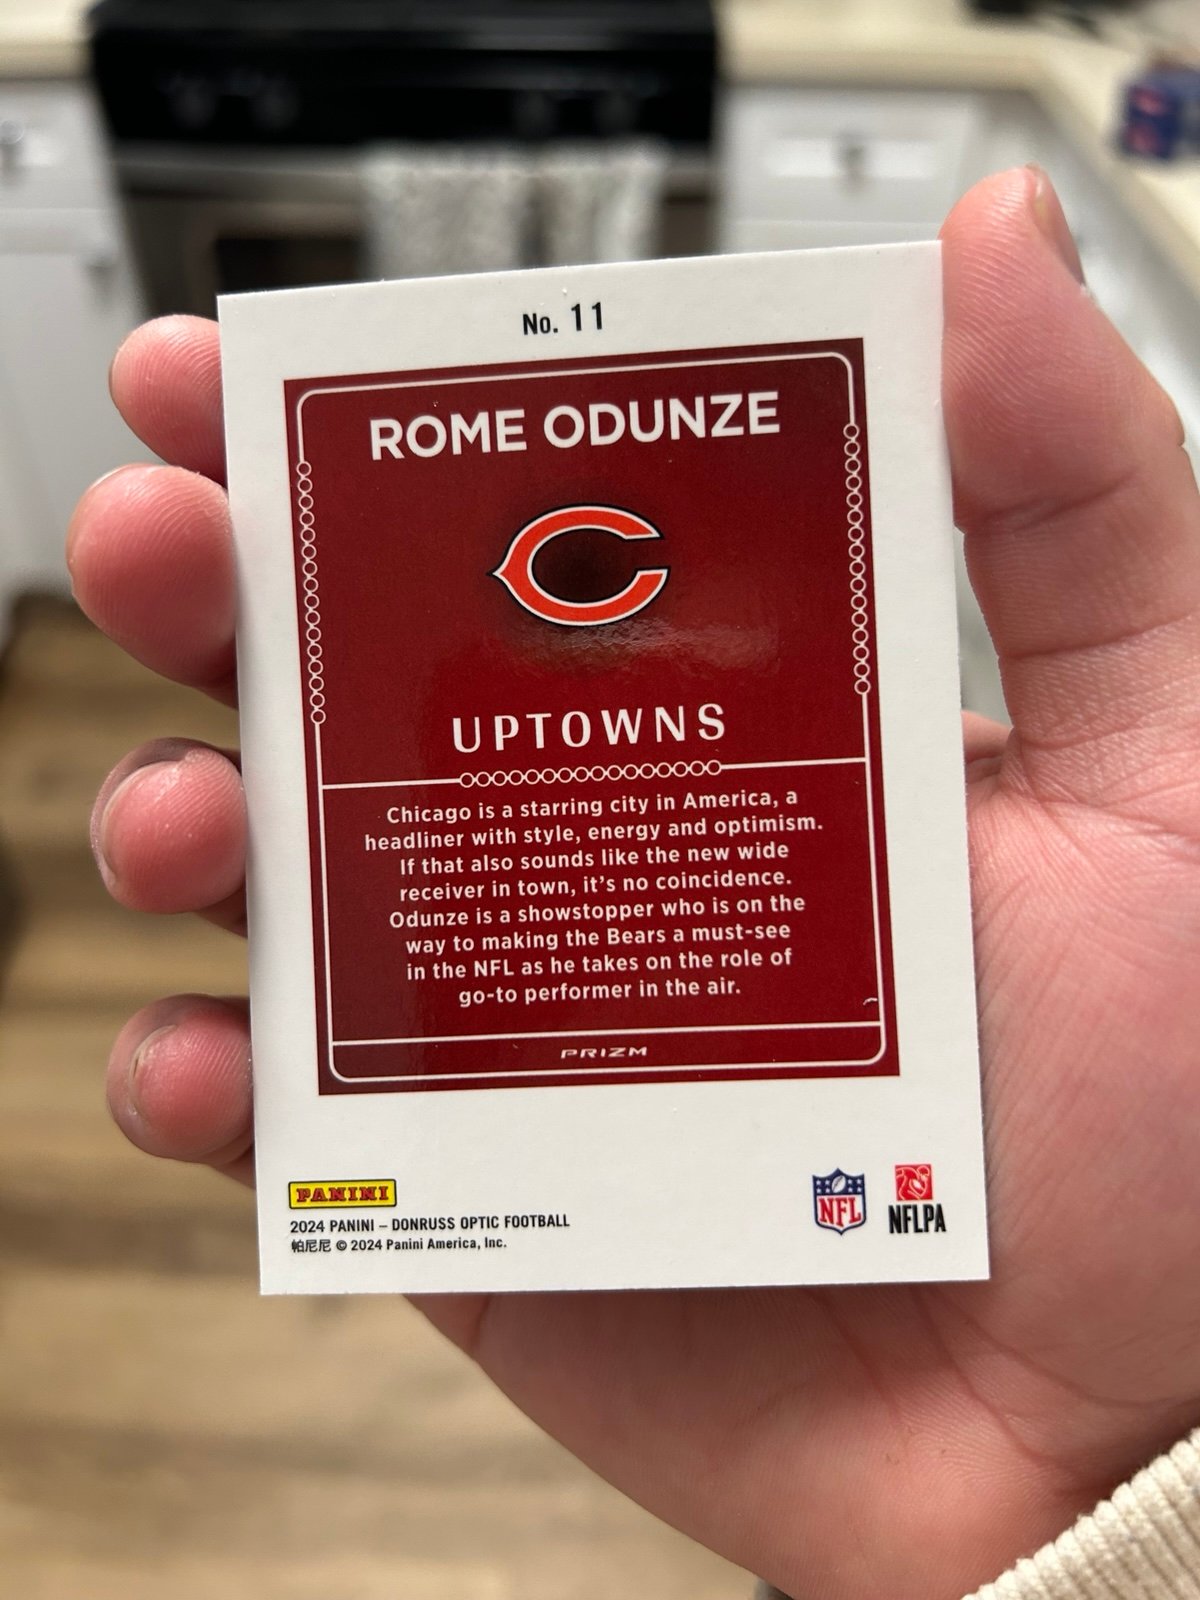 No. 11
ROME ODUNZE
UPTOWNS
Chicago is a starring city in America, a
headliner with style, energy and optimism.
If that also sounds like the new wide
receiver in town, it’s no coincidence.
Odunze is a showstopper who is on the
way to making the Bears a must-see
in the NFL as he takes on the role of
go-to performer in the air.
PRIZM
PANINI
2024 PANINI – DONRUSS OPTIC FOOTBALL
帕尼尼 © 2024 Panini America, Inc.
NFL
NFLPA